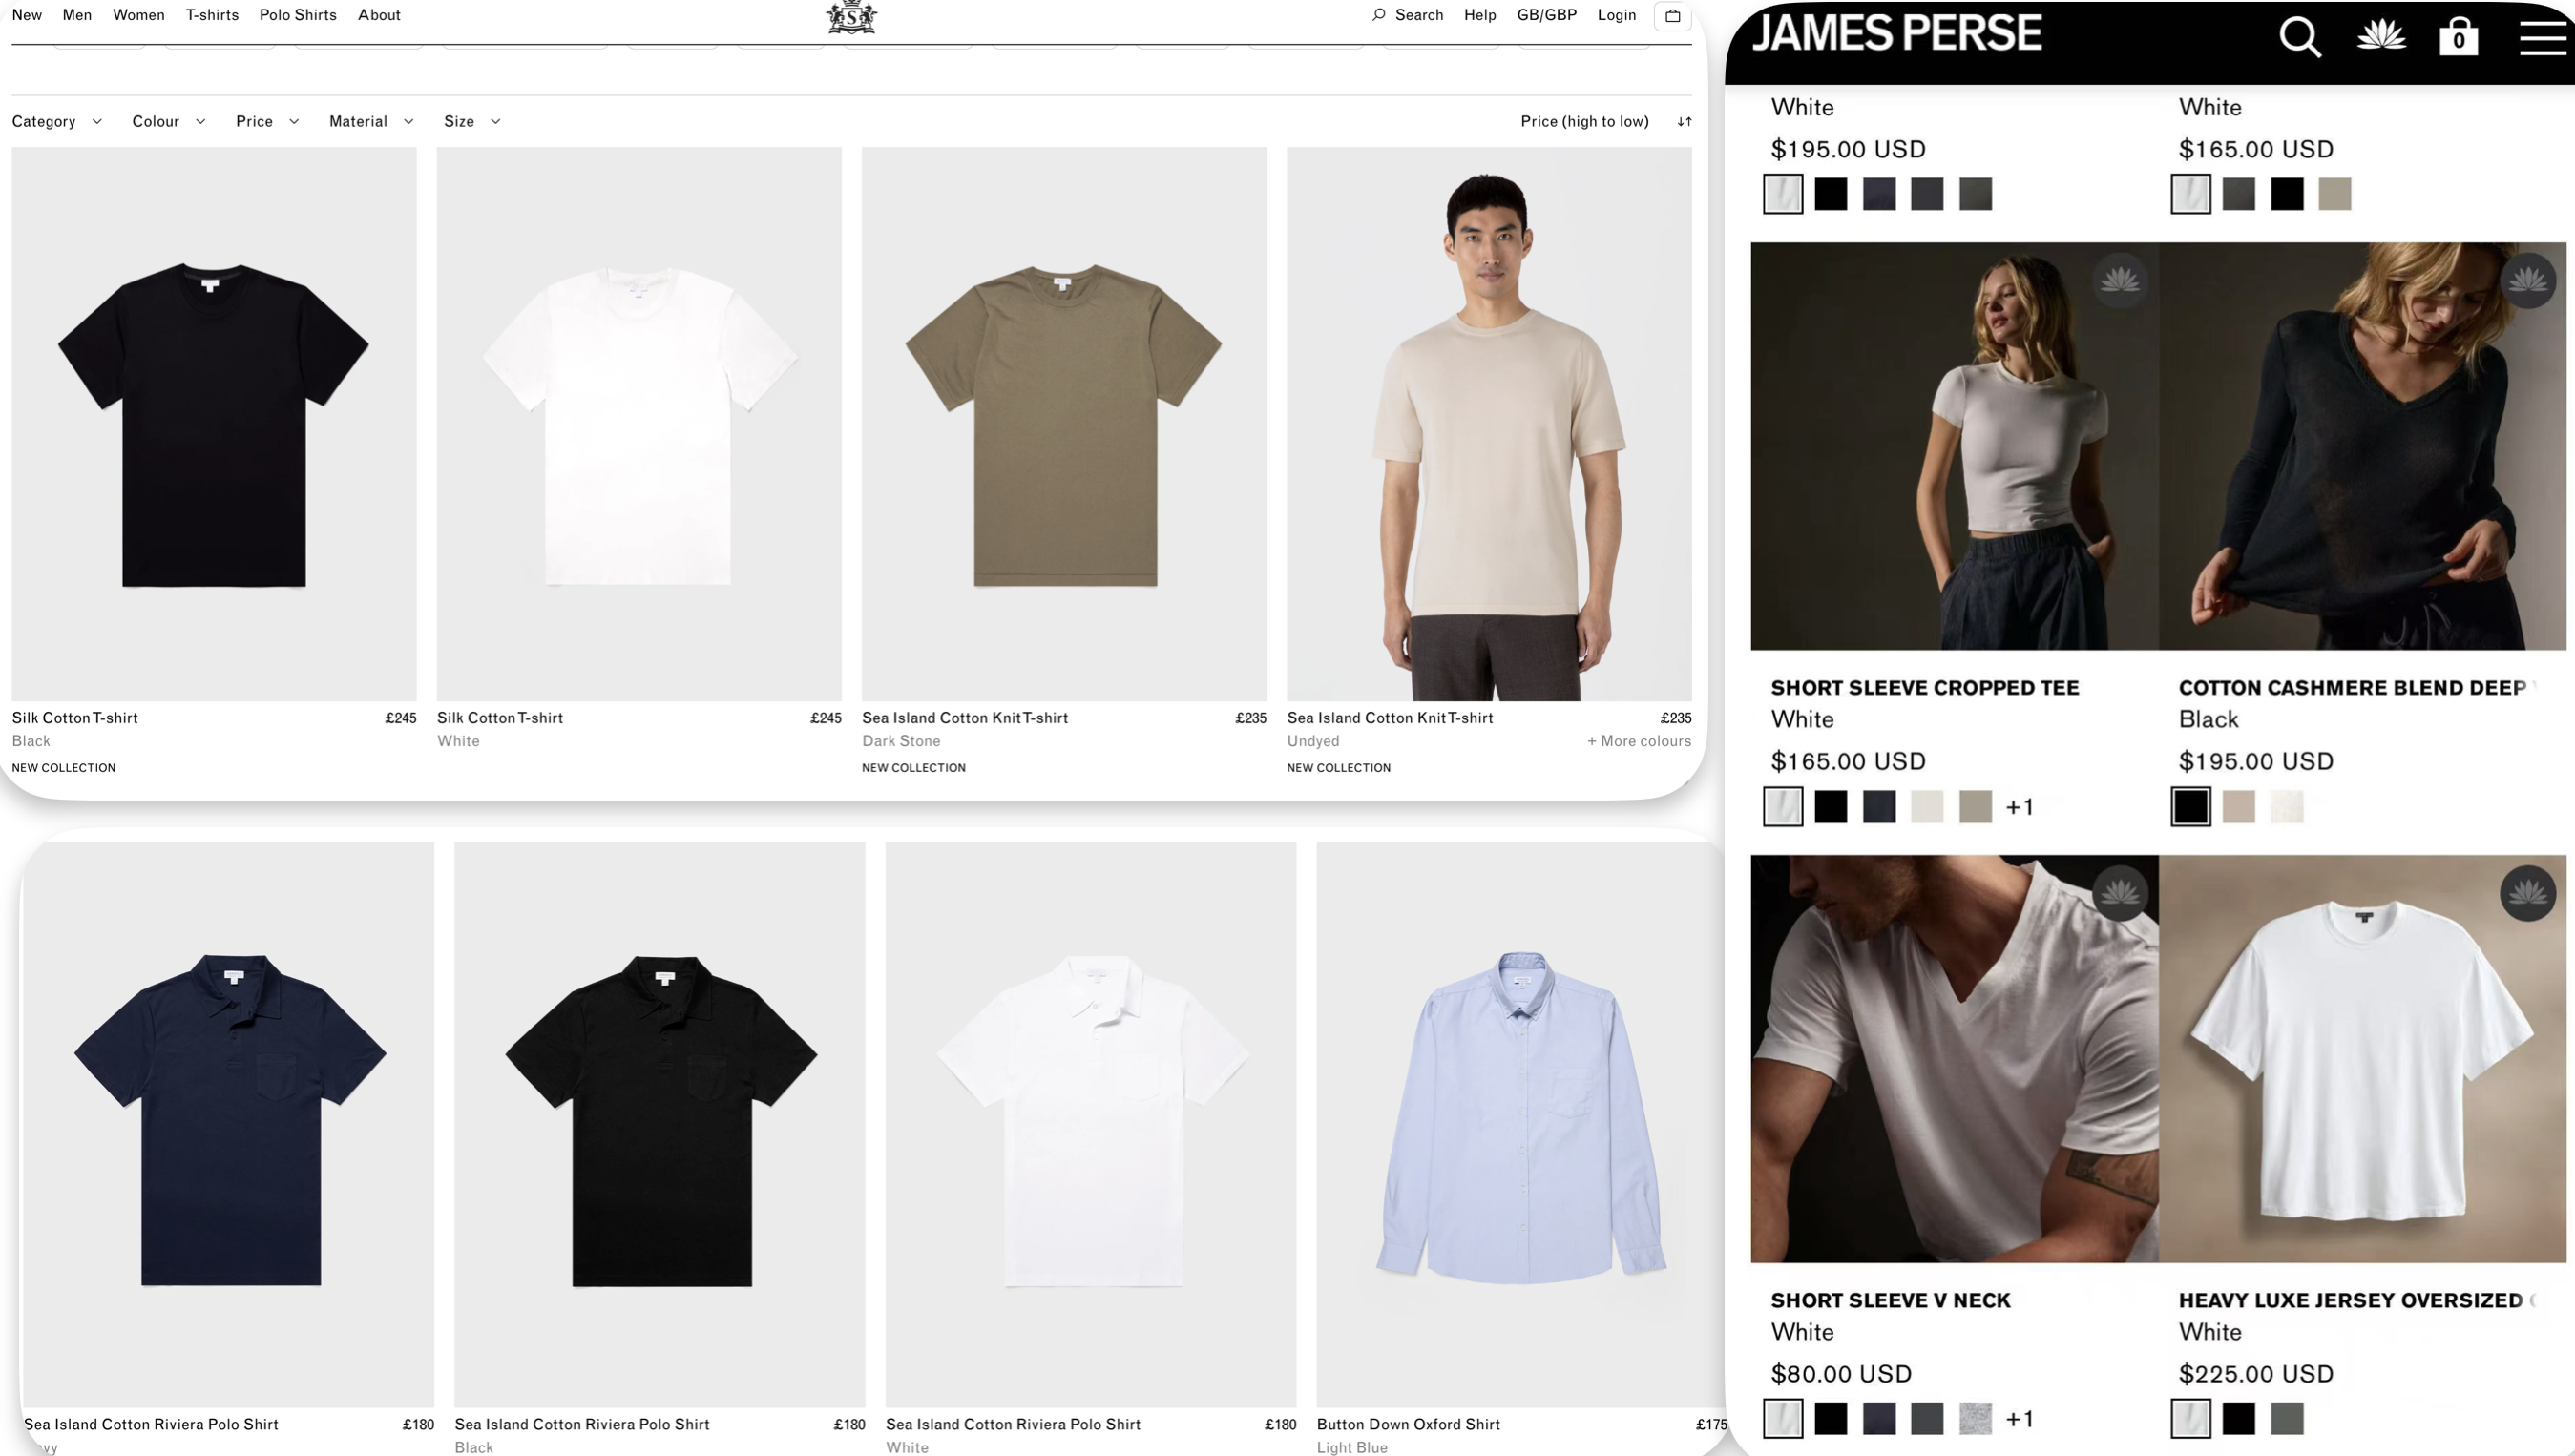 New Men Women T-shirts Polo Shirts About
S
Search Help GB/GBP Login
Category Colour Price Material Size
Price (high to low)
Silk Cotton T-shirt £245
Black
NEW COLLECTION
Silk Cotton T-shirt £245
White
Sea Island Cotton Knit T-shirt £235
Dark Stone
NEW COLLECTION
Sea Island Cotton Knit T-shirt £235
Undyed + More colours
NEW COLLECTION
Sea Island Cotton Riviera Polo Shirt £180
Sea Island Cotton Riviera Polo Shirt £180
Black
Sea Island Cotton Riviera Polo Shirt £180
White
Button Down Oxford Shirt £175
Light Blue
JAMES PERSE
0
White
$195.00 USD
White
$165.00 USD
SHORT SLEEVE CROPPED TEE
White
$165.00 USD
+1
COTTON CASHMERE BLEND DEEP
Black
$195.00 USD
SHORT SLEEVE V NECK
White
$80.00 USD
+1
HEAVY LUXE JERSEY OVERSIZED
White
$225.00 USD